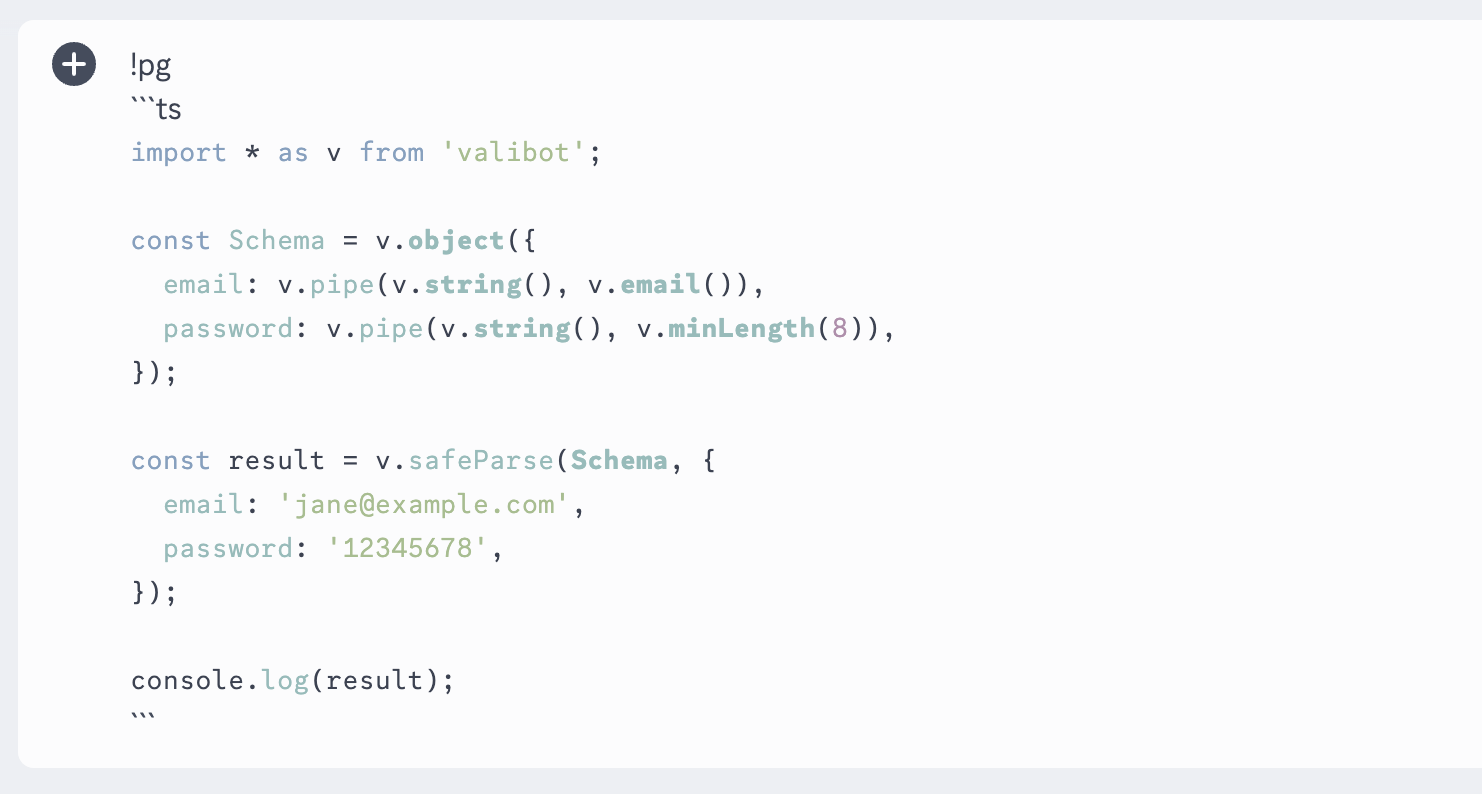 !pg
```ts
import * as v from 'valibot';
const Schema = v.object({
  email: v.pipe(v.string(), v.email()),
  password: v.pipe(v.string(), v.minLength(8)),
});
const result = v.safeParse(Schema, {
  email: 'jane@example.com',
  password: '12345678',
});
console.log(result);
```